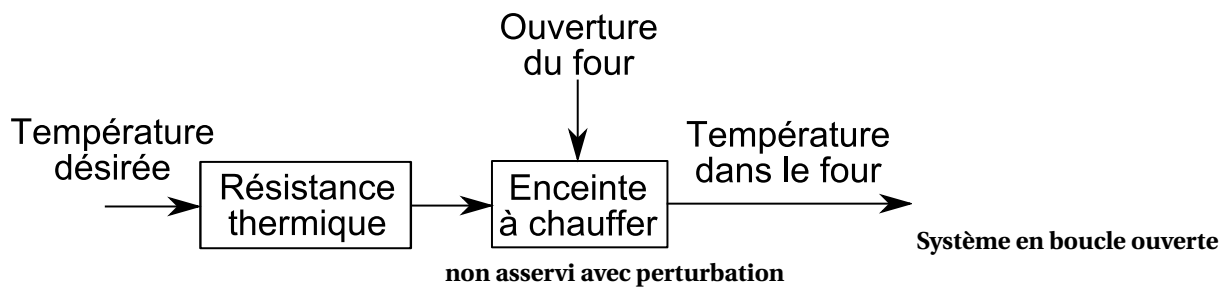 Ouverture
du four
Température
désirée
Résistance
thermique
Enceinte
à chauffer
Température
dans le four
Système en boucle ouverte
non asservi avec perturbation